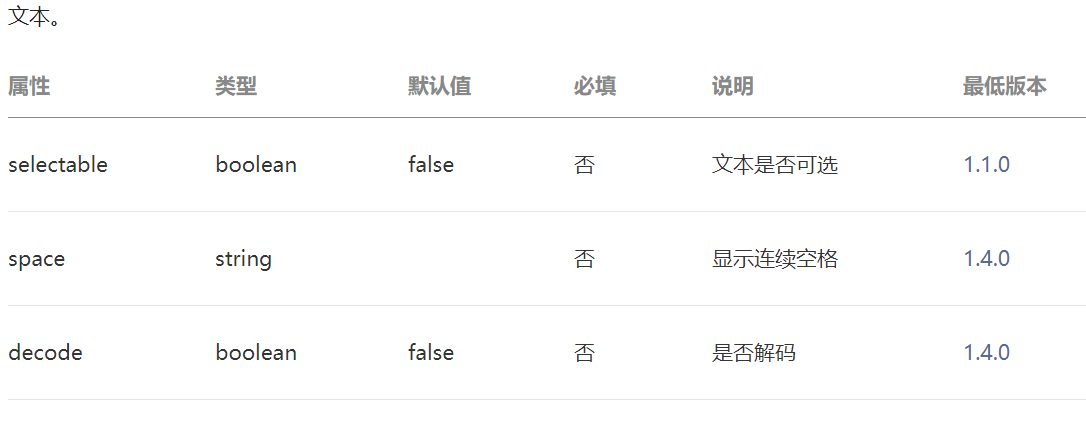 文本。
属性 类型 默认值 必填 说明 最低版本
selectable boolean false 否 文本是否可选 1.1.0
space string 否 显示连续空格 1.4.0
decode boolean false 否 是否解码 1.4.0